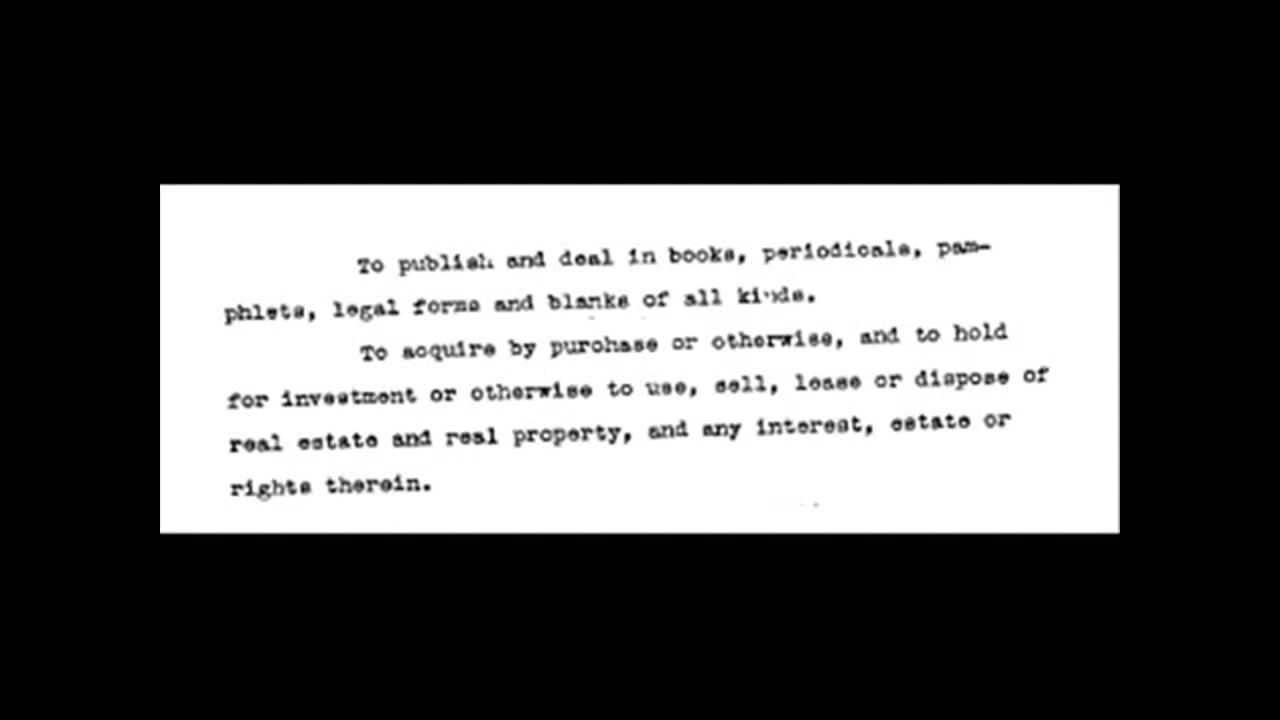 To publish and deal in books, periodicals, pam-
phlets, legal forms and blanks of all kinds.
To acquire by purchase or otherwise, and to hold
for investment or otherwise to use, sell, lease or dispose of
real estate and real property, and any interest, estate or
rights therein.